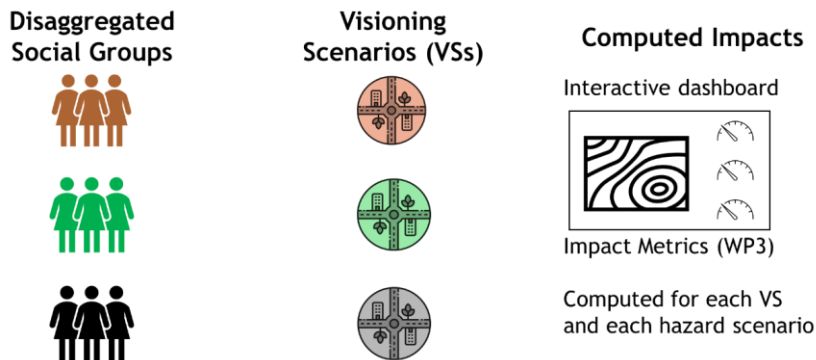 Disaggregated
Social Groups
Visioning
Scenarios (VSs)
Computed Impacts
Interactive dashboard
Impact Metrics (WP3)
Computed for each VS
and each hazard scenario